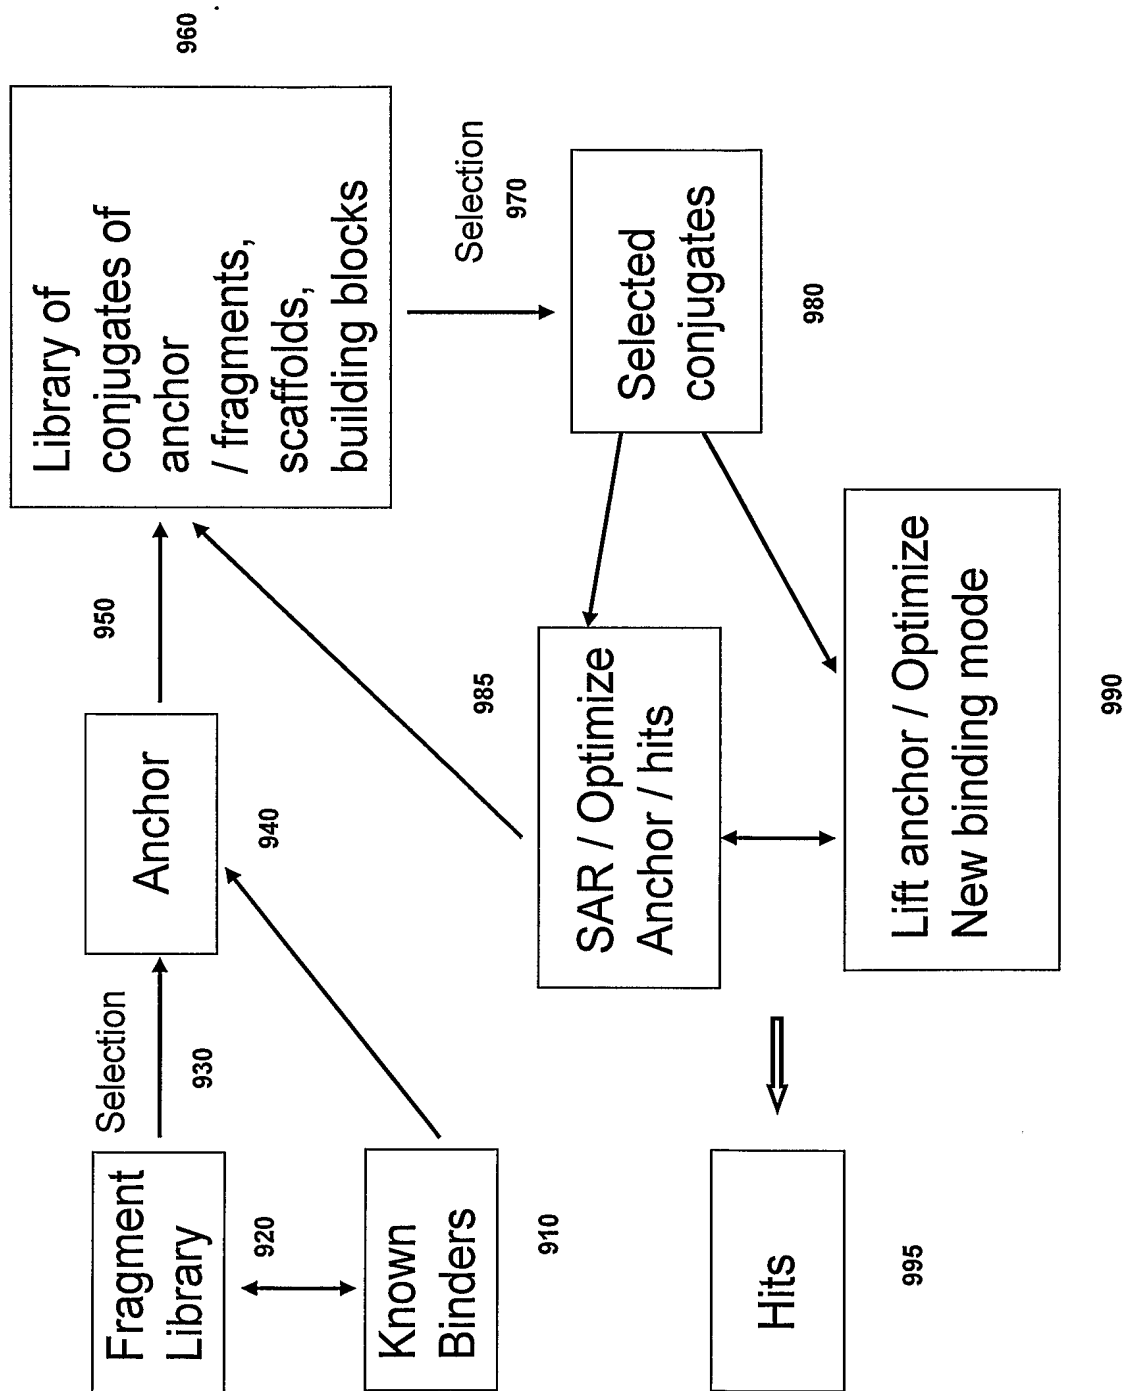 Fragment
Library
920
Known
Binders
910
Selection
930
Anchor
940
950
Library of
conjugates of
anchor
/ fragments,
scaffolds,
building blocks
960
Selection
970
Selected
conjugates
980
985
SAR / Optimize
Anchor / hits
Lift anchor / Optimize
New binding mode
990
Hits
995